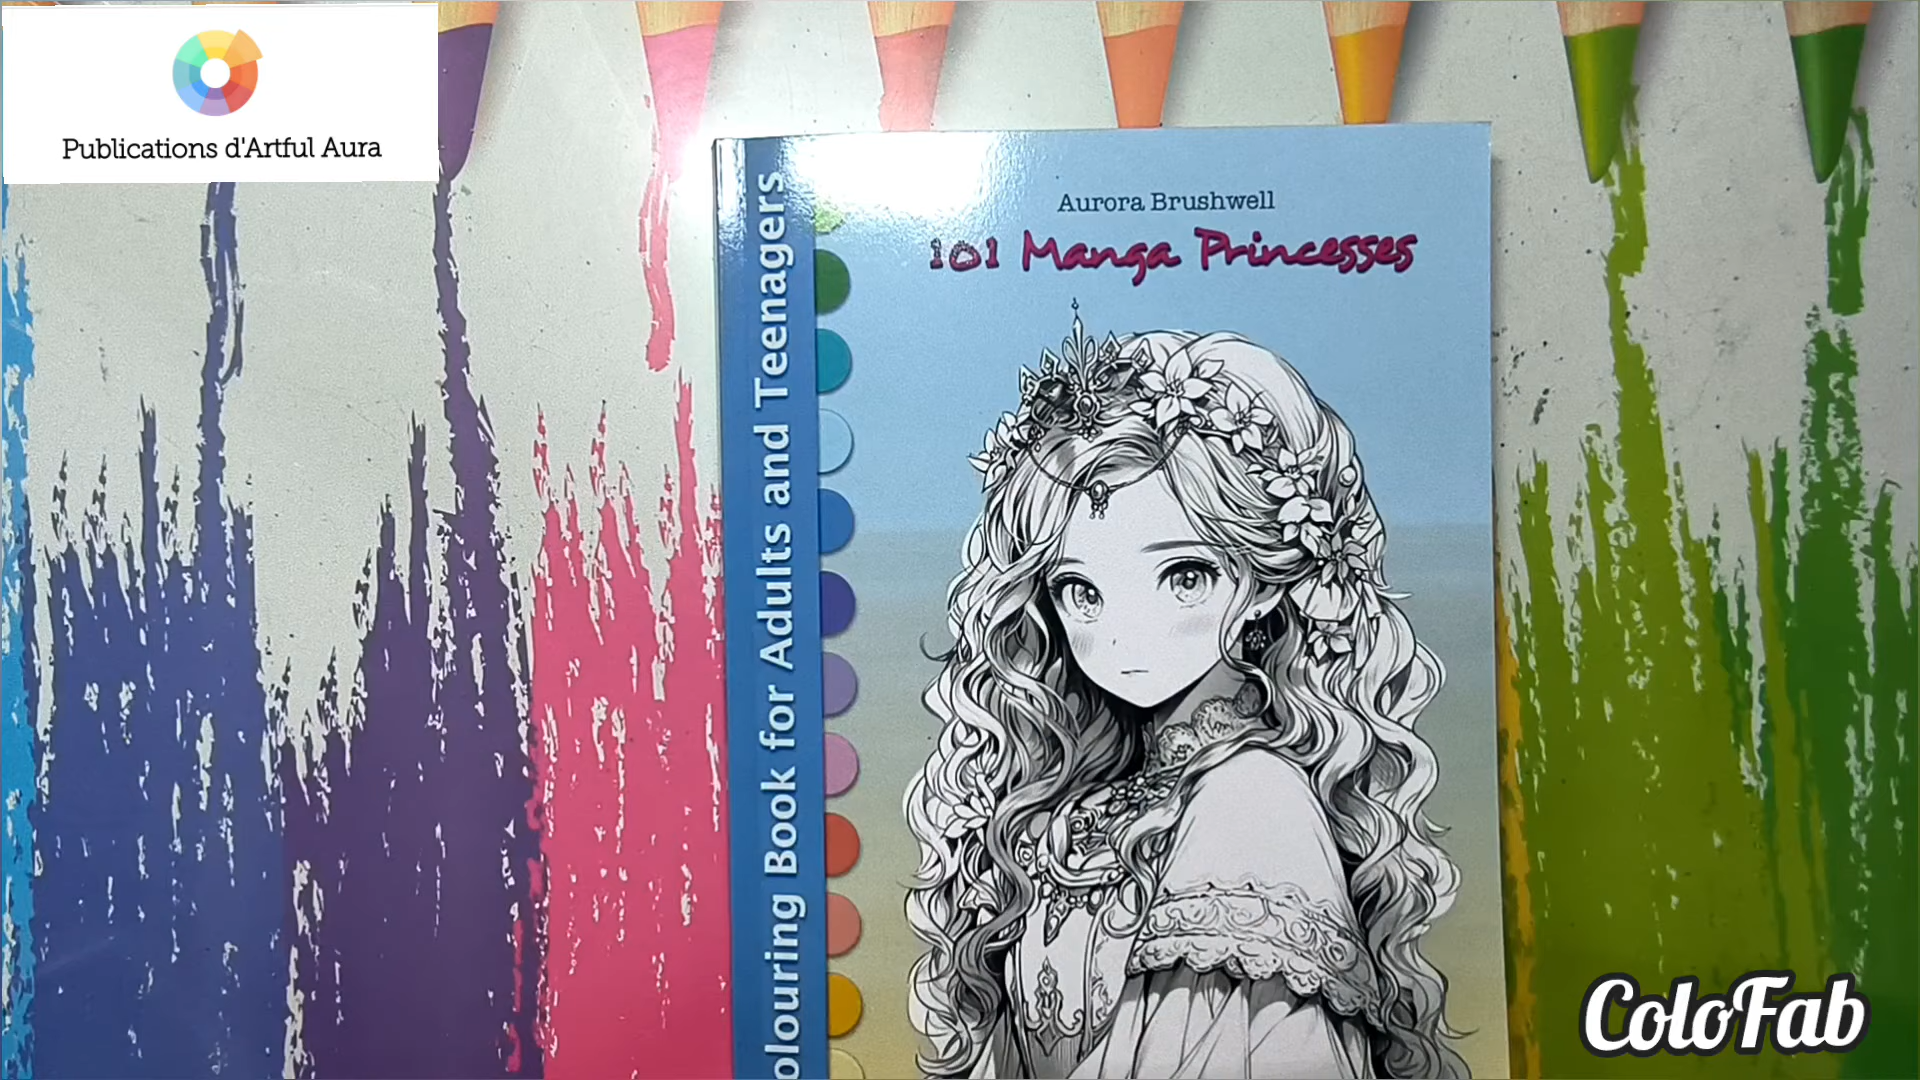 Publications d'Artful Aura
Aurora Brushwell
101 Manga Princesses
olouring Book for Adults and Teenagers
ColoFab